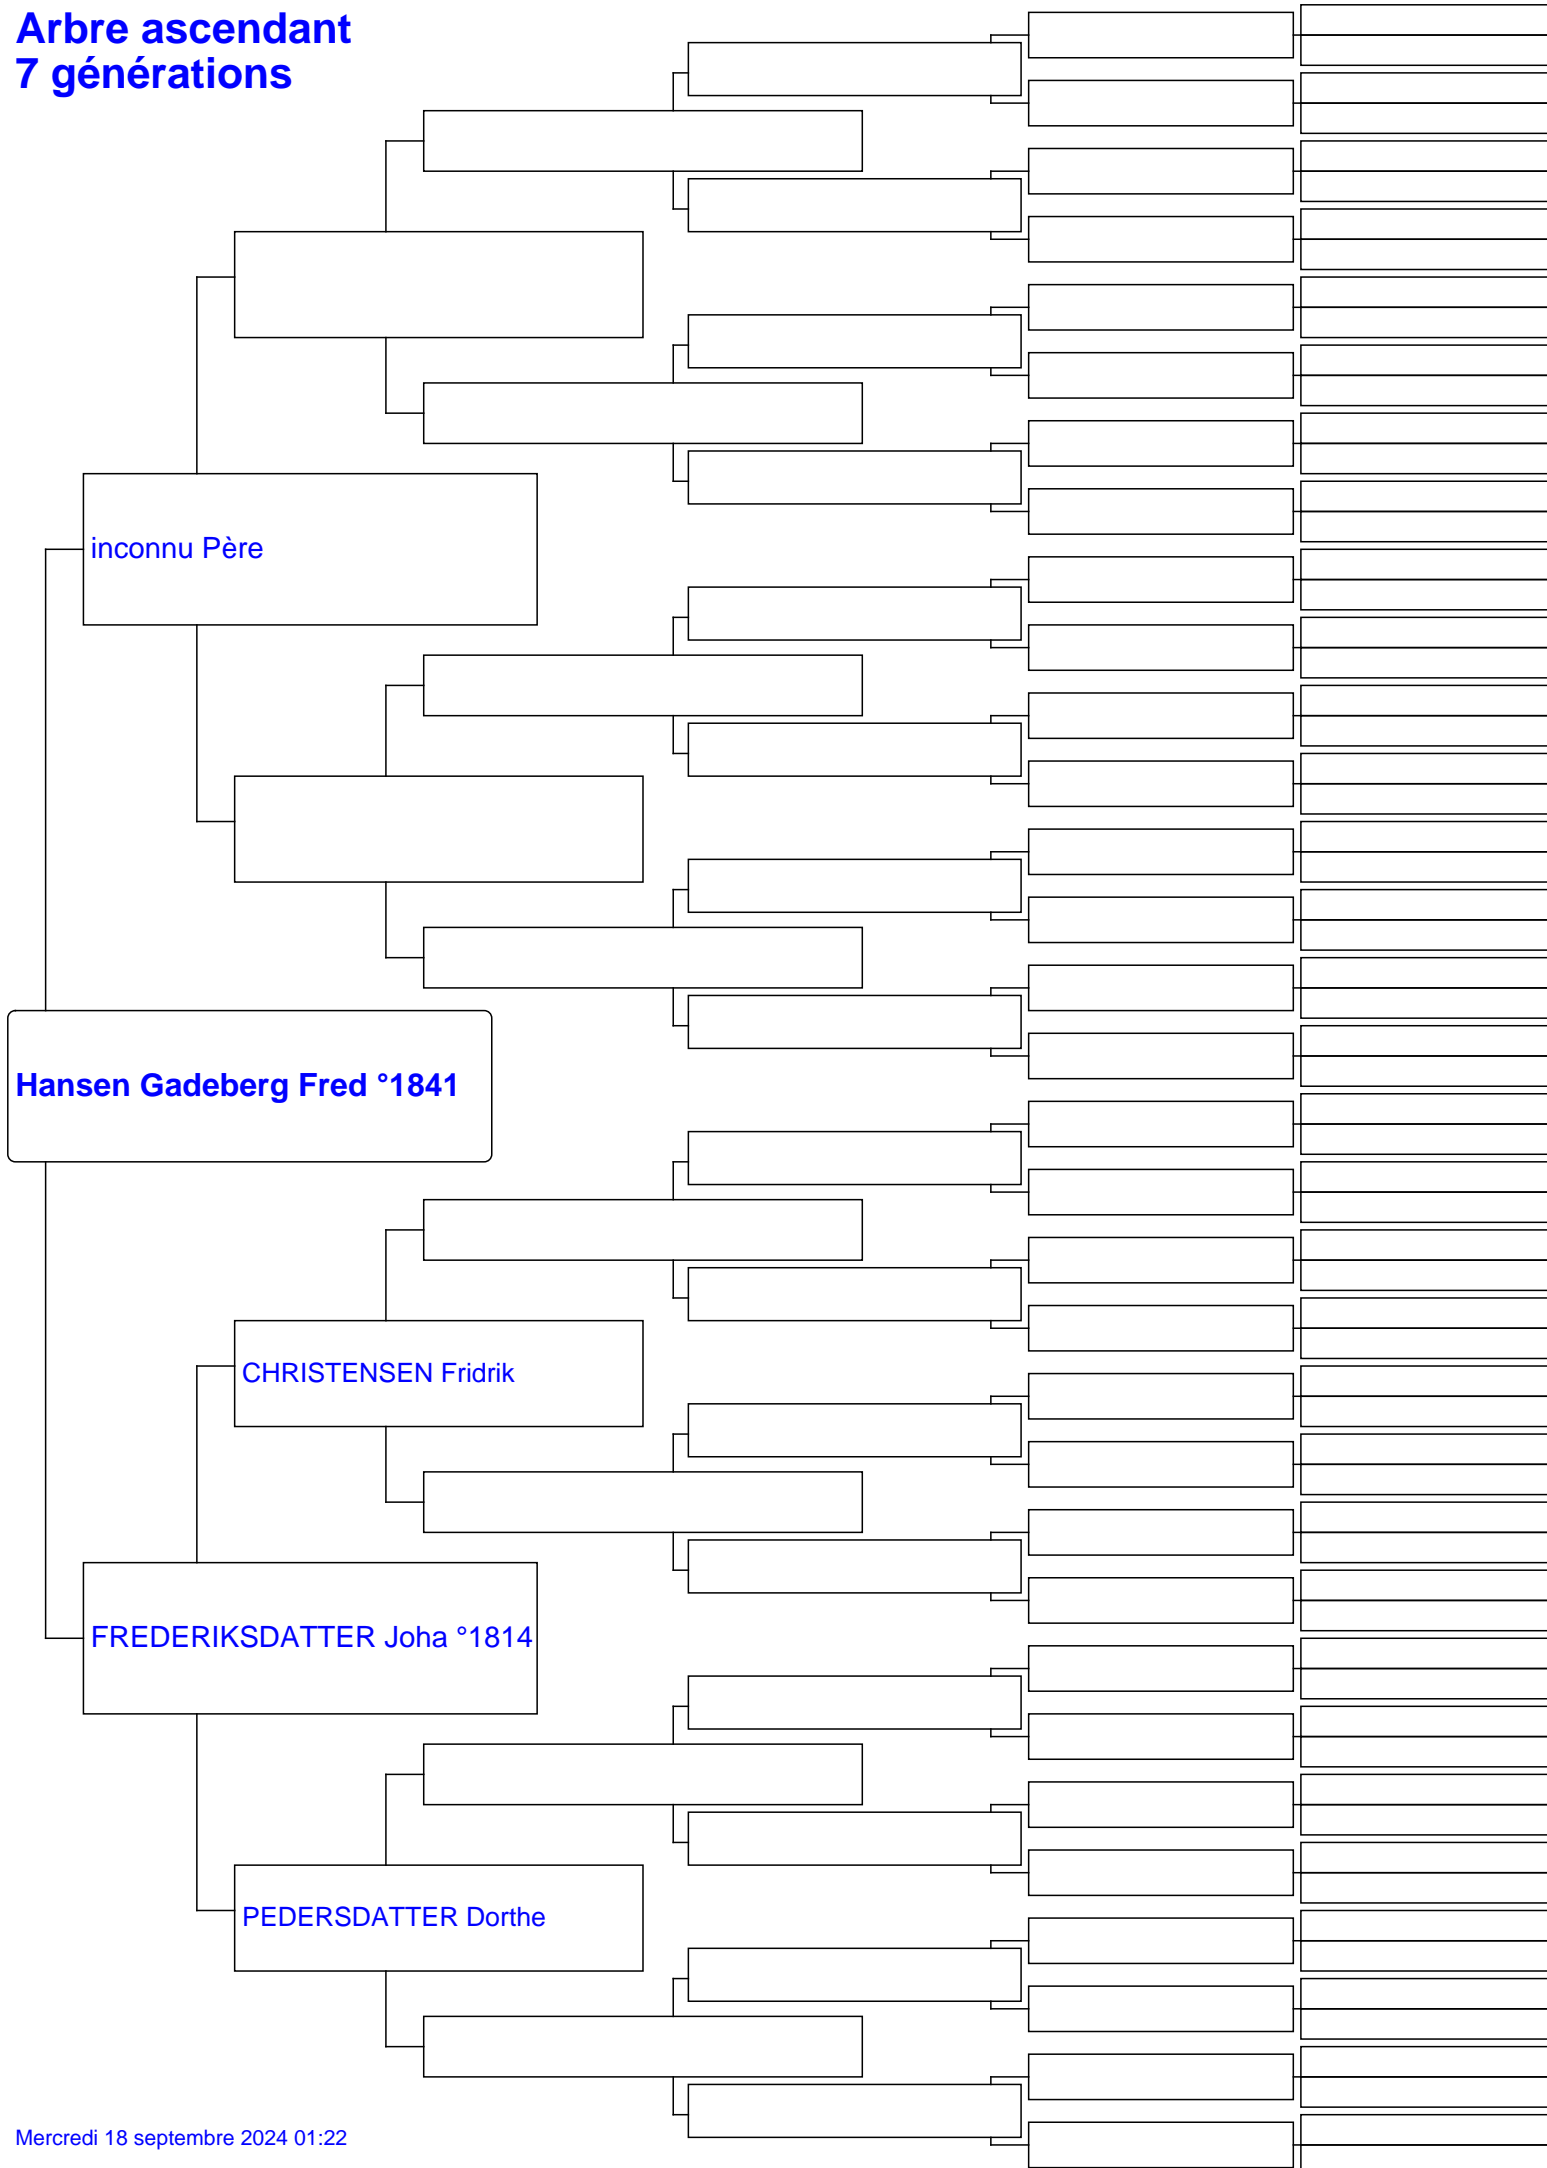 Arbre ascendant
7 générations
inconnu Père
Hansen Gadeberg Fred °1841
CHRISTENSEN Fridrik
FREDERIKSDATTER Joha °1814
PEDERSDATTER Dorthe
Mercredi 18 septembre 2024 01:22